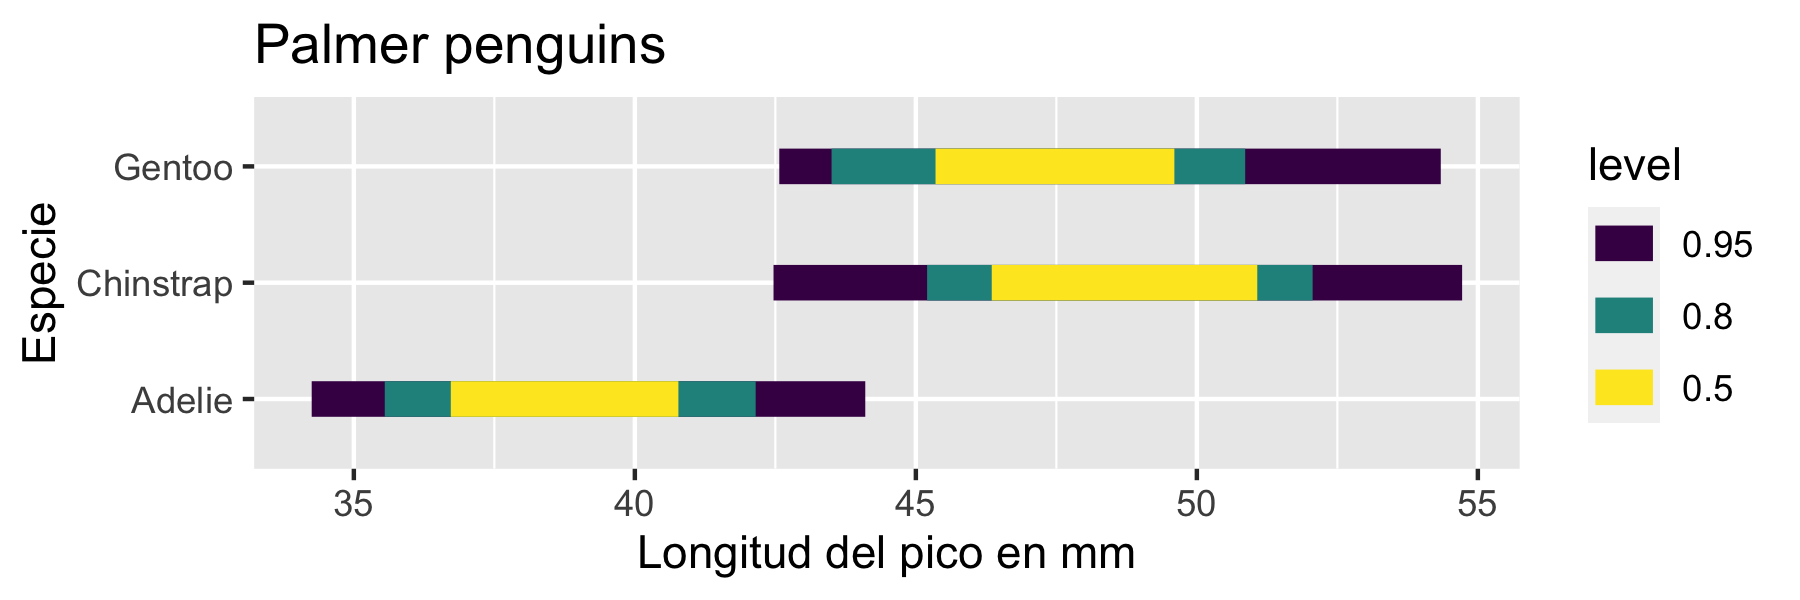 Palmer penguins
Especie
Gentoo
Chinstrap
Adelie
35 40 45 50 55
Longitud del pico en mm
level
0.95
0.8
0.5